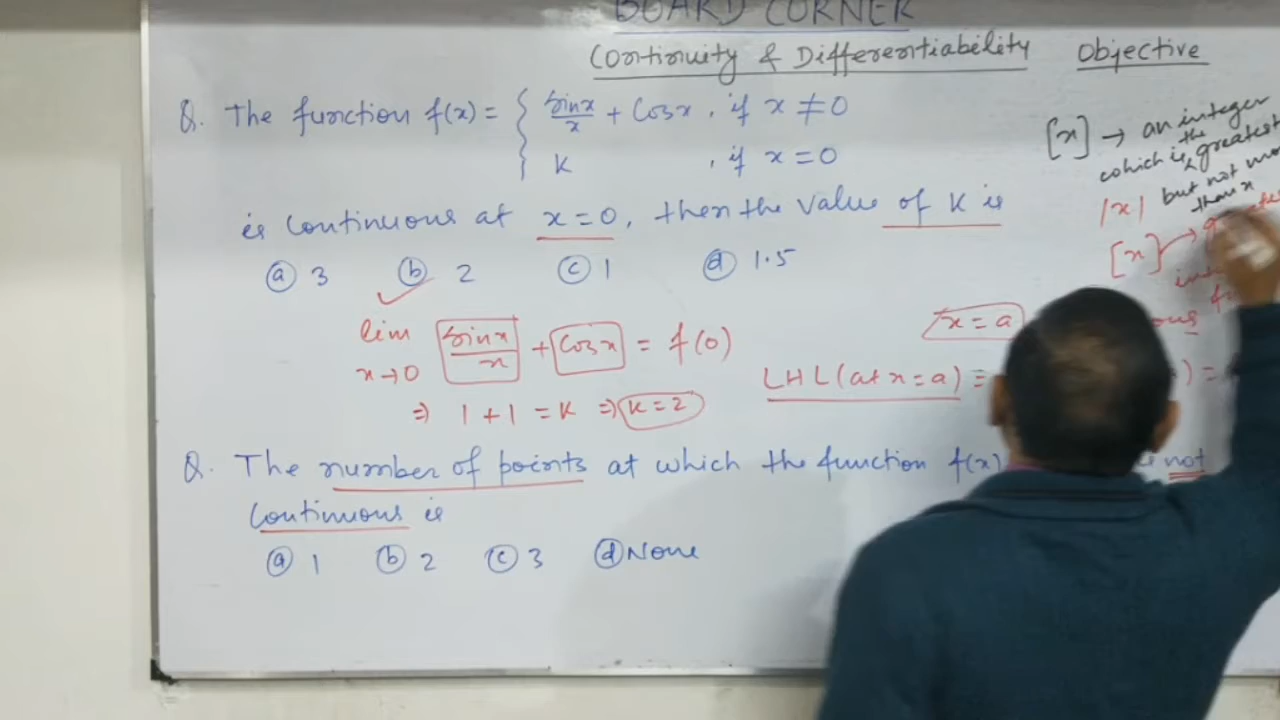 BOARD CORNER
Continuity & Differentiability Objective
Q. The function f(x) = { sinx/x + Cosx , if x ≠ 0
K , if x = 0
is continuous at x = 0, then the value of K is
(a) 3 (b) 2 (c) 1 (d) 1.5
lim x→0 sinx/x + Cosx = f(0)
⇒ 1 + 1 = K ⇒ K = 2
Q. The number of points at which the function f(x) not
Continuous is
(a) 1 (b) 2 (c) 3 (d) None
[x] → an integer
which is the greatest
but not
than x
|x|
[x] →
x = a
LHL (at x = a) =
) =